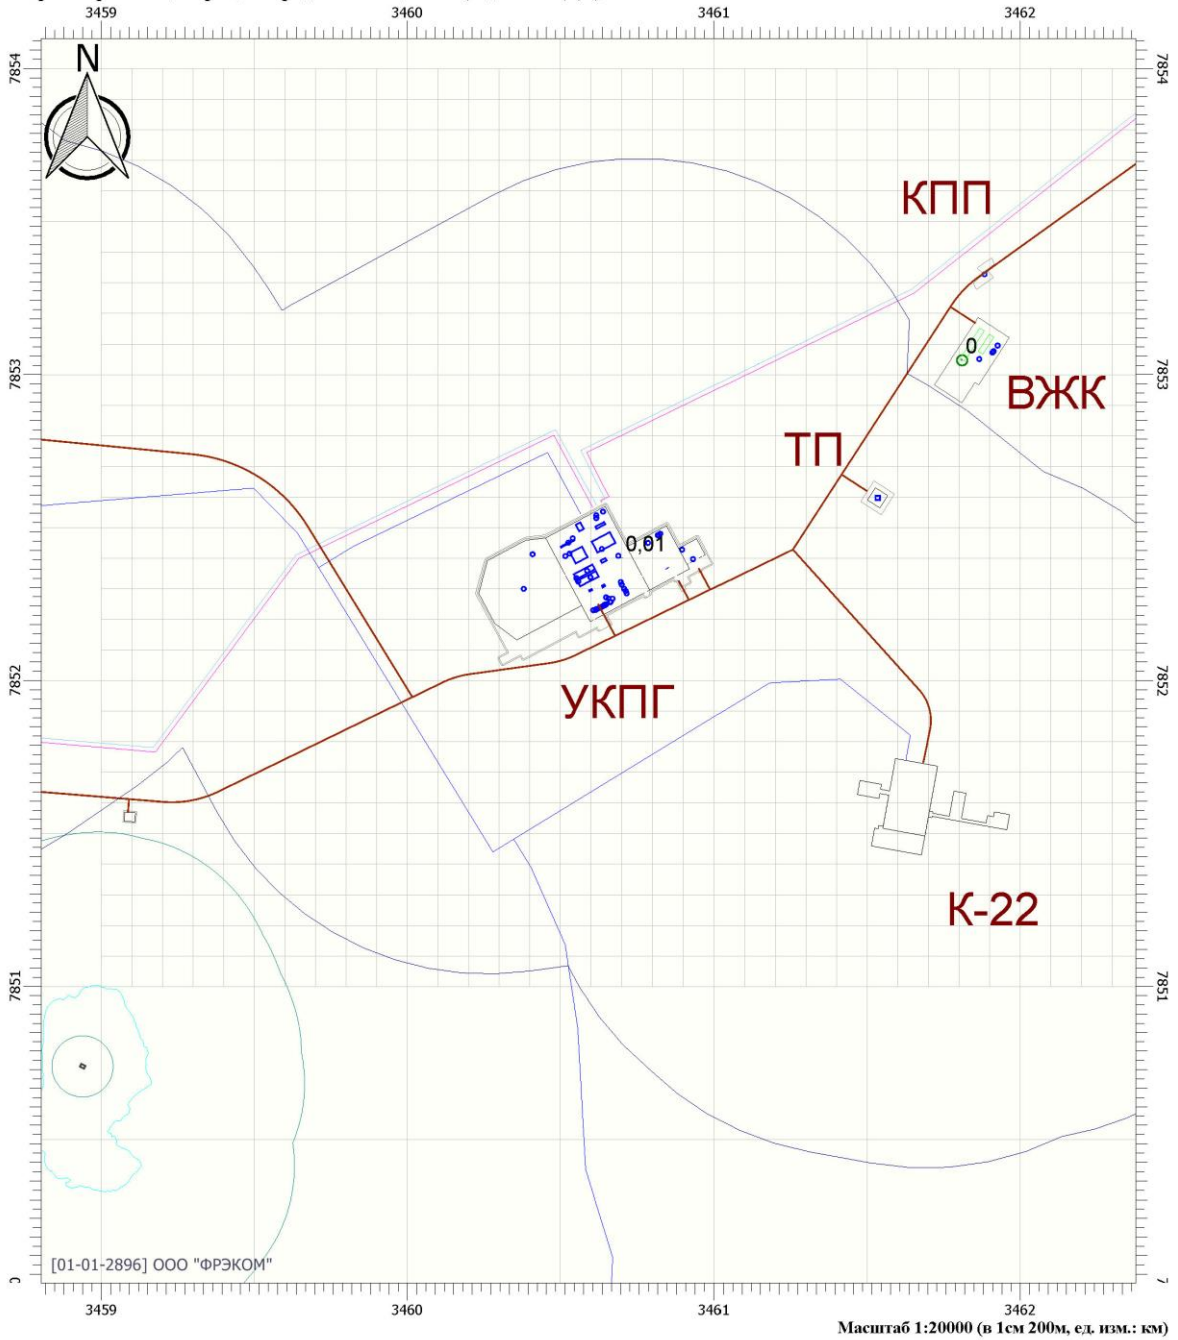 3459 3460 3461 3462
7854 7854
N
КПП
0
7853 7853
ВЖК
ТП
0,01
7852 7852
УКПГ
К-22
7851 7851
[01-01-2896] ООО "ФРЭКОМ"
3459 3460 3461 3462
Масштаб 1:20000 (в 1см 200м, ед. изм.: км)